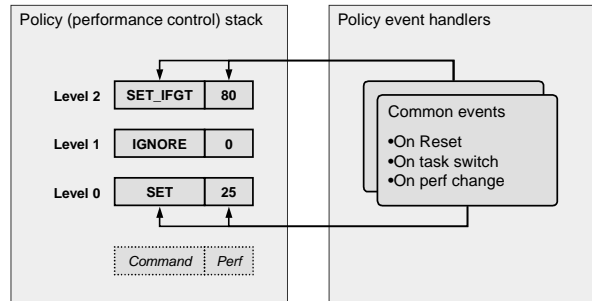 Policy (performance control) stack
Policy event handlers
Level 2 SET_IFGT 80
Level 1 IGNORE 0
Level 0 SET 25
Command Perf
Common events
•On Reset
•On task switch
•On perf change